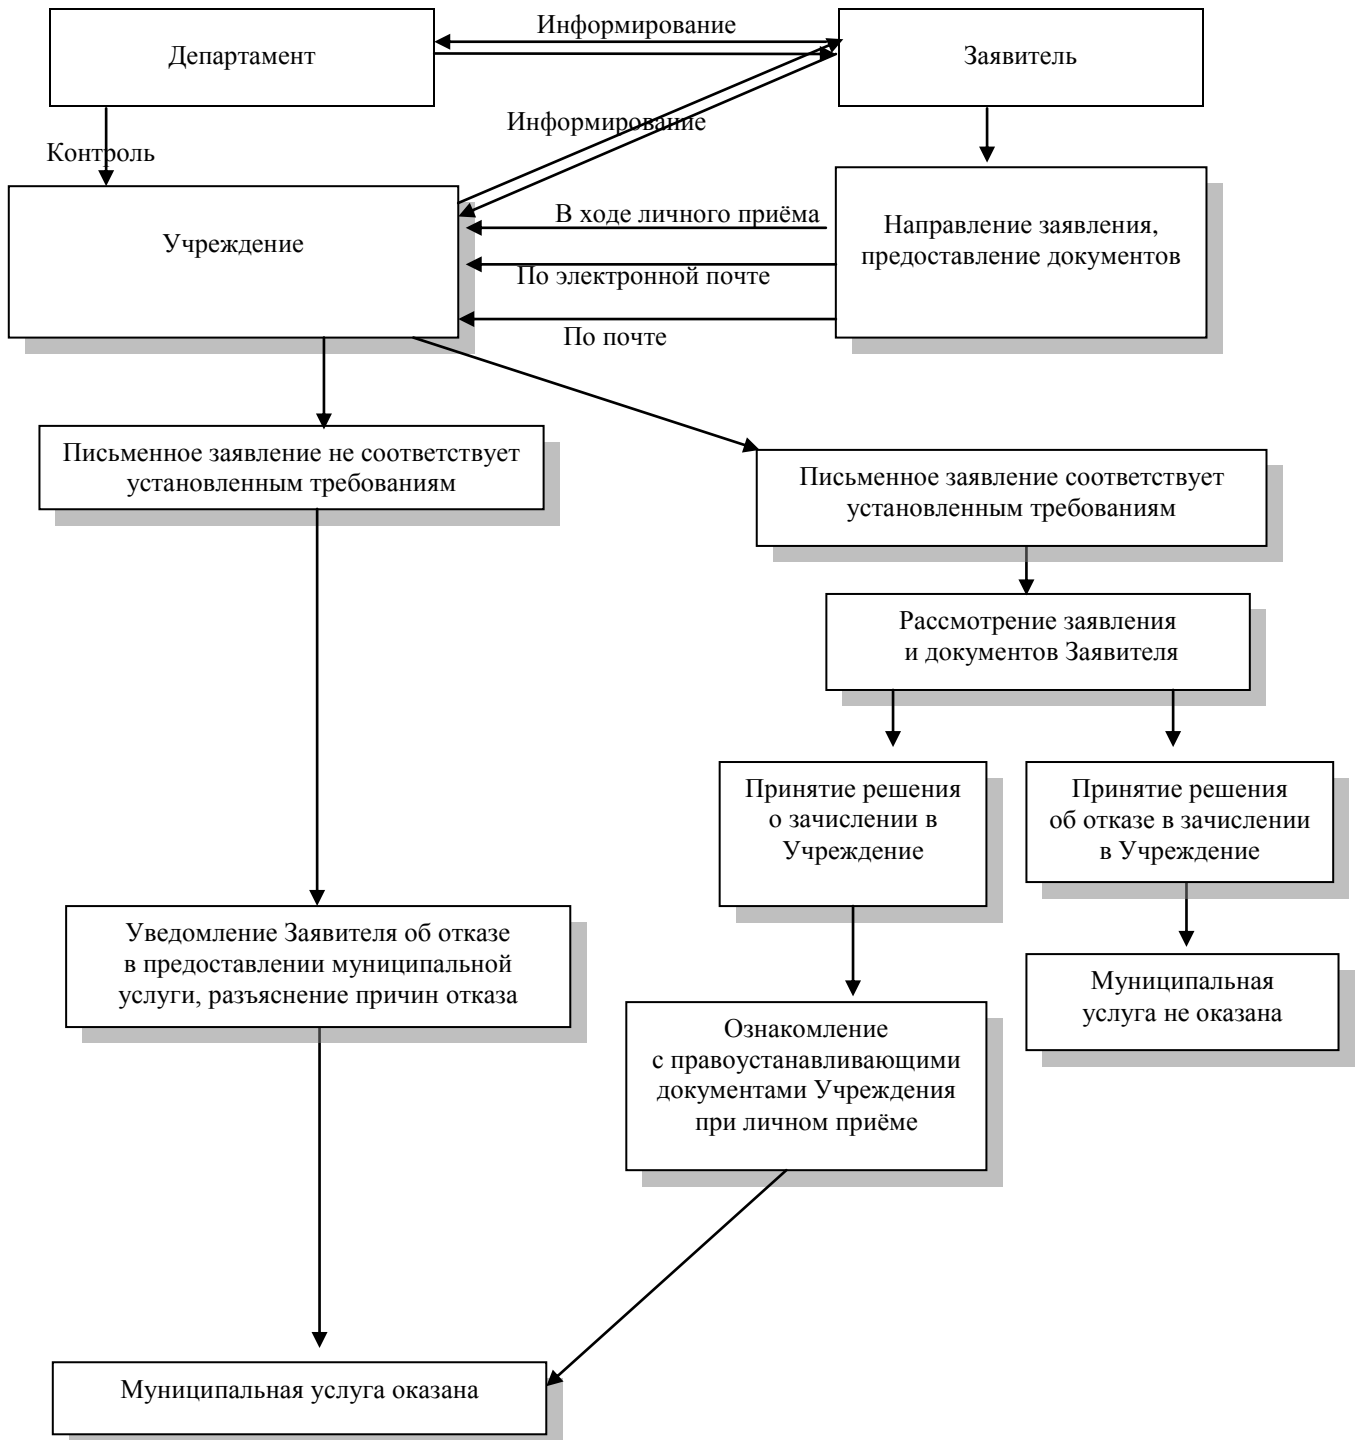 Информирование
Департамент
Заявитель
Информирование
Контроль
В ходе личного приёма
Учреждение
Направление заявления,
предоставление документов
По электронной почте
По почте
Письменное заявление не соответствует
установленным требованиям
Письменное заявление соответствует
установленным требованиям
Рассмотрение заявления
и документов Заявителя
Принятие решения
о зачислении в
Учреждение
Принятие решения
об отказе в зачислении
в Учреждение
Уведомление Заявителя об отказе
в предоставлении муниципальной
услуги, разъяснение причин отказа
Муниципальная
услуга не оказана
Ознакомление
с правоустанавливающими
документами Учреждения
при личном приёме
Муниципальная услуга оказана